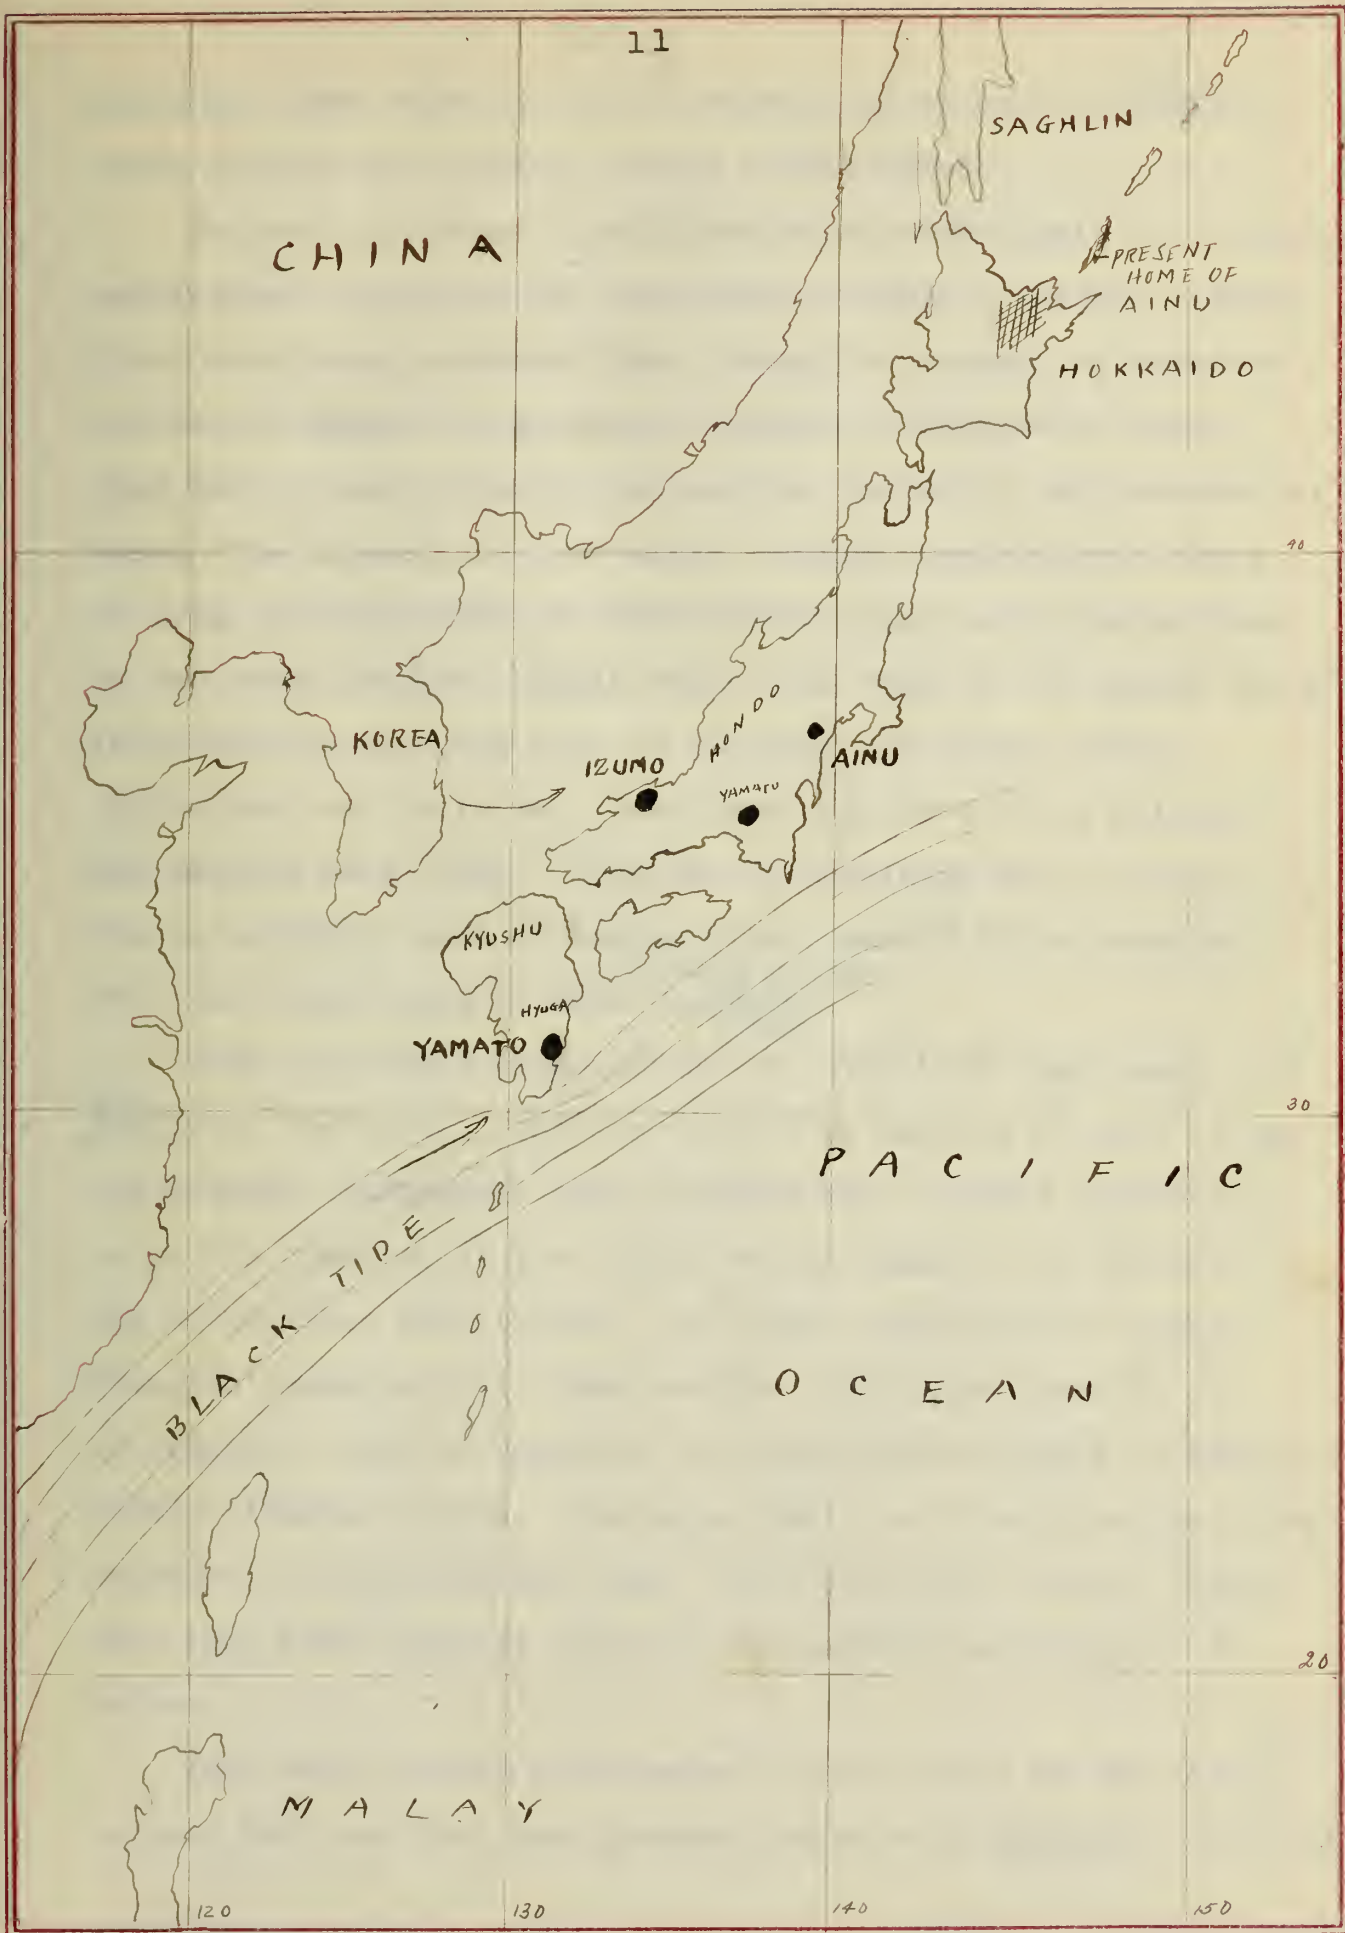 11
SAGHLIN
CHINA
PRESENT
HOME OF
AINU
HOKKAIDO
40
HONDO
KOREA
IZUMO
AINU
YAMATO
KYUSHU
HYUGA
YAMATO
30
PACIFIC
BLACK TIDE
OCEAN
20
MALAY
120
130
140
150